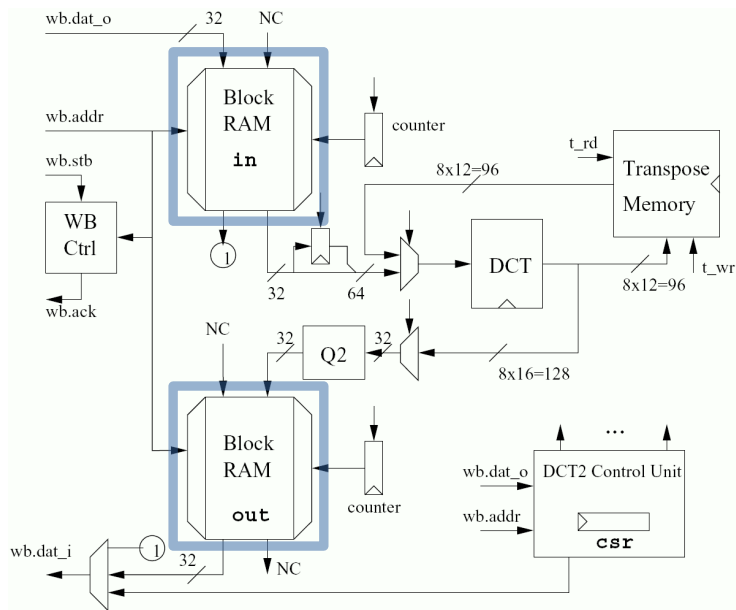 wb.dat_o
32
NC
Block
RAM
in
wb.addr
counter
wb.stb
WB
Ctrl
wb.ack
1
t_rd
Transpose
Memory
8x12=96
t_wr
32
64
DCT
8x12=96
NC
32
Q2
32
8x16=128
Block
RAM
out
counter
...
DCT2 Control Unit
wb.dat_o
wb.addr
csr
wb.dat_i
1
32
NC